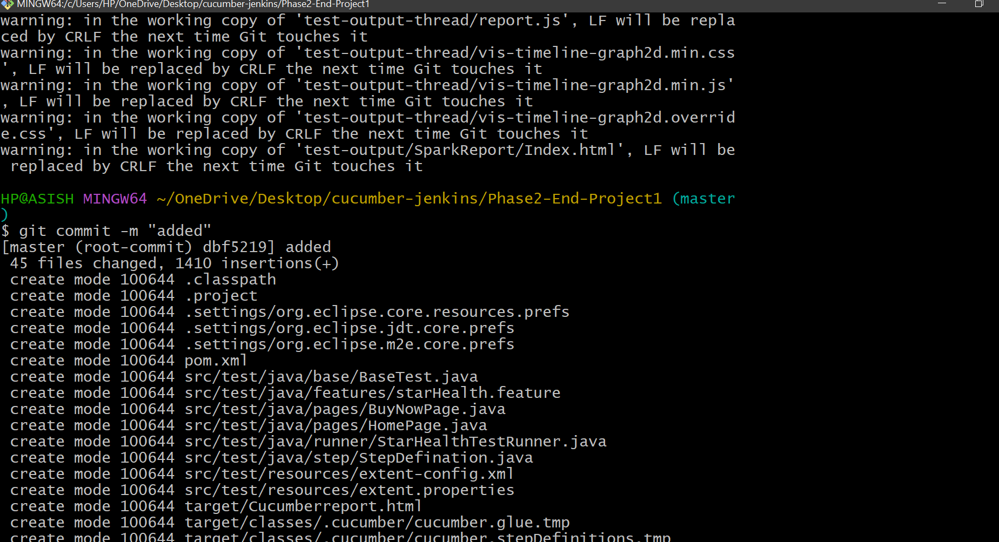 MINGW64:/c/Users/HP/OneDrive/Desktop/cucumber-jenkins/Phase2-End-Project1
warning: in the working copy of 'test-output-thread/report.js', LF will be repla
ced by CRLF the next time Git touches it
warning: in the working copy of 'test-output-thread/vis-timeline-graph2d.min.css
', LF will be replaced by CRLF the next time Git touches it
warning: in the working copy of 'test-output-thread/vis-timeline-graph2d.min.js'
, LF will be replaced by CRLF the next time Git touches it
warning: in the working copy of 'test-output-thread/vis-timeline-graph2d.overrid
e.css', LF will be replaced by CRLF the next time Git touches it
warning: in the working copy of 'test-output/SparkReport/Index.html', LF will be
 replaced by CRLF the next time Git touches it
HP@ASISH MINGW64 ~/OneDrive/Desktop/cucumber-jenkins/Phase2-End-Project1 (master
)
$ git commit -m "added"
[master (root-commit) dbf5219] added
 45 files changed, 1410 insertions(+)
 create mode 100644 .classpath
 create mode 100644 .project
 create mode 100644 .settings/org.eclipse.core.resources.prefs
 create mode 100644 .settings/org.eclipse.jdt.core.prefs
 create mode 100644 .settings/org.eclipse.m2e.core.prefs
 create mode 100644 pom.xml
 create mode 100644 src/test/java/base/BaseTest.java
 create mode 100644 src/test/java/features/starHealth.feature
 create mode 100644 src/test/java/pages/BuyNowPage.java
 create mode 100644 src/test/java/pages/HomePage.java
 create mode 100644 src/test/java/runner/StarHealthTestRunner.java
 create mode 100644 src/test/java/step/StepDefination.java
 create mode 100644 src/test/resources/extent-config.xml
 create mode 100644 src/test/resources/extent.properties
 create mode 100644 target/Cucumberreport.html
 create mode 100644 target/classes/.cucumber/cucumber.glue.tmp
 create mode 100644 target/classes/.cucumber/cucumber.stepDefinitions.tmp